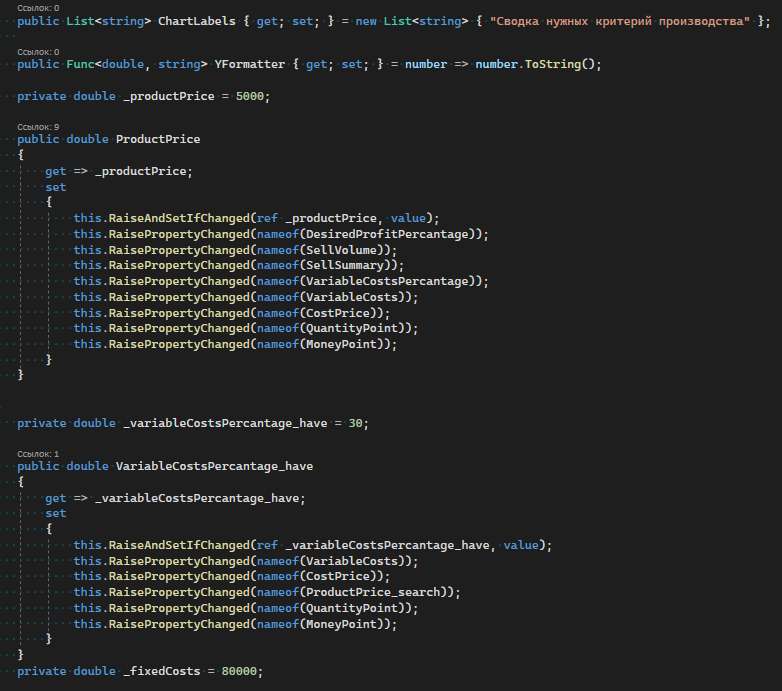 Ссылок: 0
public List<string> ChartLabels { get; set; } = new List<string> { "Сводка нужных критерий производства" };
Ссылок: 0
public Func<double, string> YFormatter { get; set; } = number => number.ToString();
private double _productPrice = 5000;
Ссылок: 9
public double ProductPrice
{
get => _productPrice;
set
{
this.RaiseAndSetIfChanged(ref _productPrice, value);
this.RaisePropertyChanged(nameof(DesiredProfitPercantage));
this.RaisePropertyChanged(nameof(SellVolume));
this.RaisePropertyChanged(nameof(SellSummary));
this.RaisePropertyChanged(nameof(VariableCostsPercantage));
this.RaisePropertyChanged(nameof(VariableCosts));
this.RaisePropertyChanged(nameof(CostPrice));
this.RaisePropertyChanged(nameof(QuantityPoint));
this.RaisePropertyChanged(nameof(MoneyPoint));
}
}
private double _variableCostsPercantage_have = 30;
Ссылок: 1
public double VariableCostsPercantage_have
{
get => _variableCostsPercantage_have;
set
{
this.RaiseAndSetIfChanged(ref _variableCostsPercantage_have, value);
this.RaisePropertyChanged(nameof(VariableCosts));
this.RaisePropertyChanged(nameof(CostPrice));
this.RaisePropertyChanged(nameof(ProductPrice_search));
this.RaisePropertyChanged(nameof(QuantityPoint));
this.RaisePropertyChanged(nameof(MoneyPoint));
}
}
private double _fixedCosts = 80000;